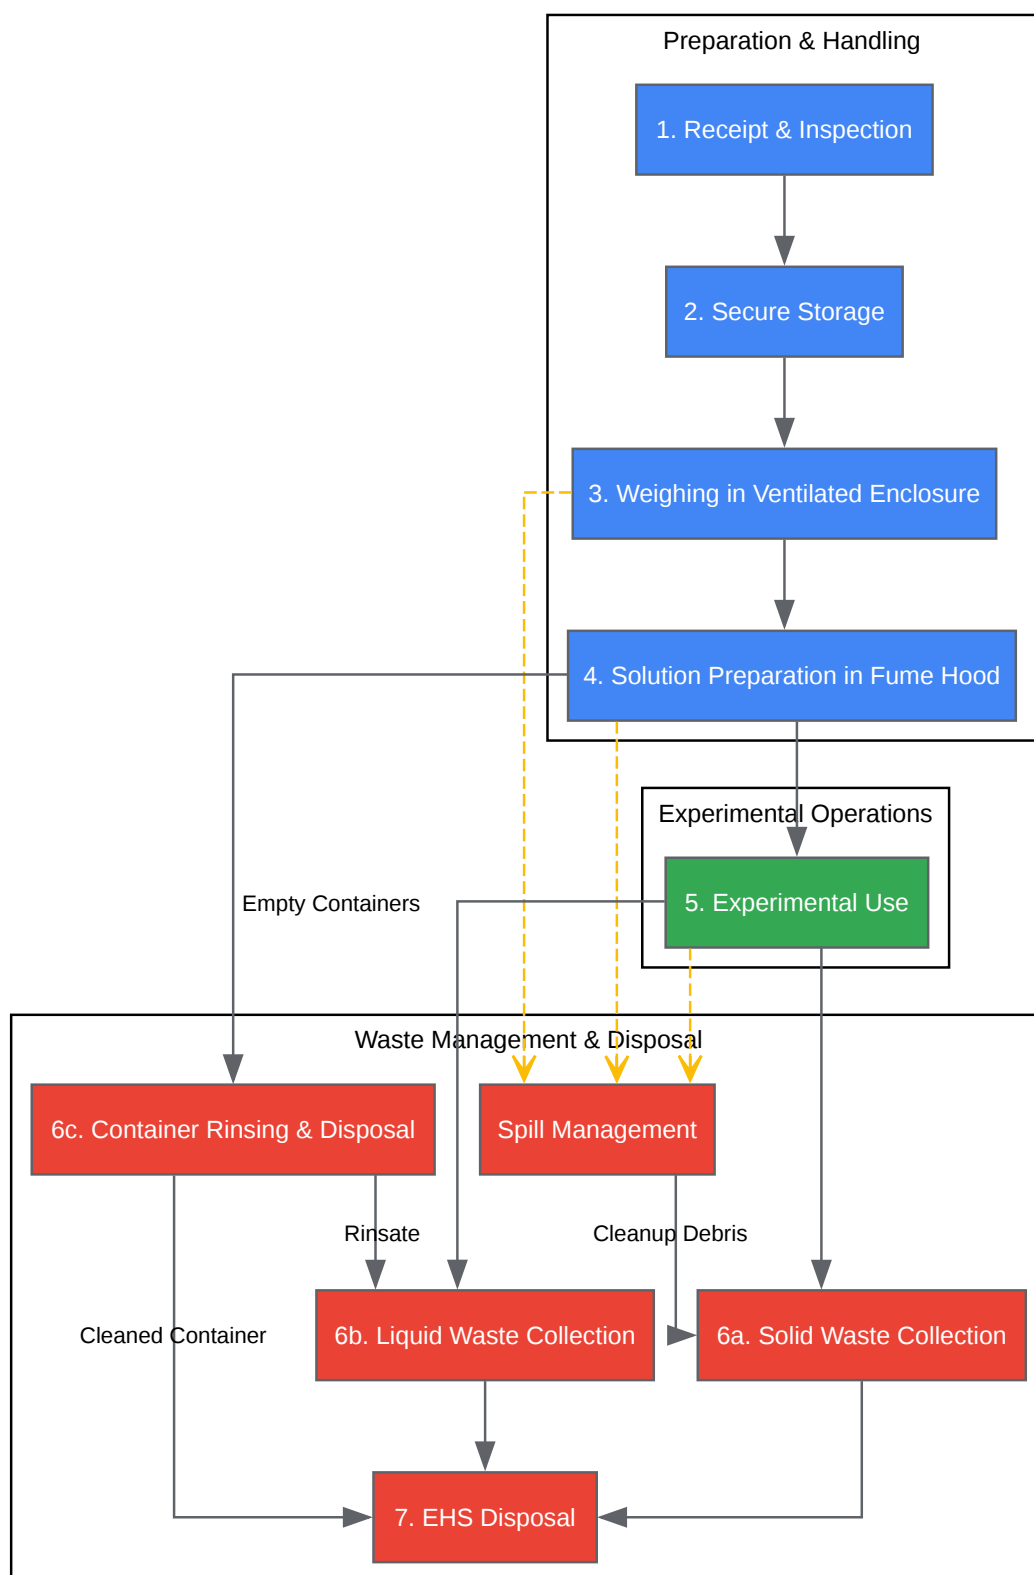 Preparation & Handling
1. Receipt & Inspection
2. Secure Storage
3. Weighing in Ventilated Enclosure
4. Solution Preparation in Fume Hood
Experimental Operations
Empty Containers
5. Experimental Use
Waste Management & Disposal
6c. Container Rinsing & Disposal
Spill Management
Rinsate
Cleanup Debris
Cleaned Container
6b. Liquid Waste Collection
6a. Solid Waste Collection
7. EHS Disposal